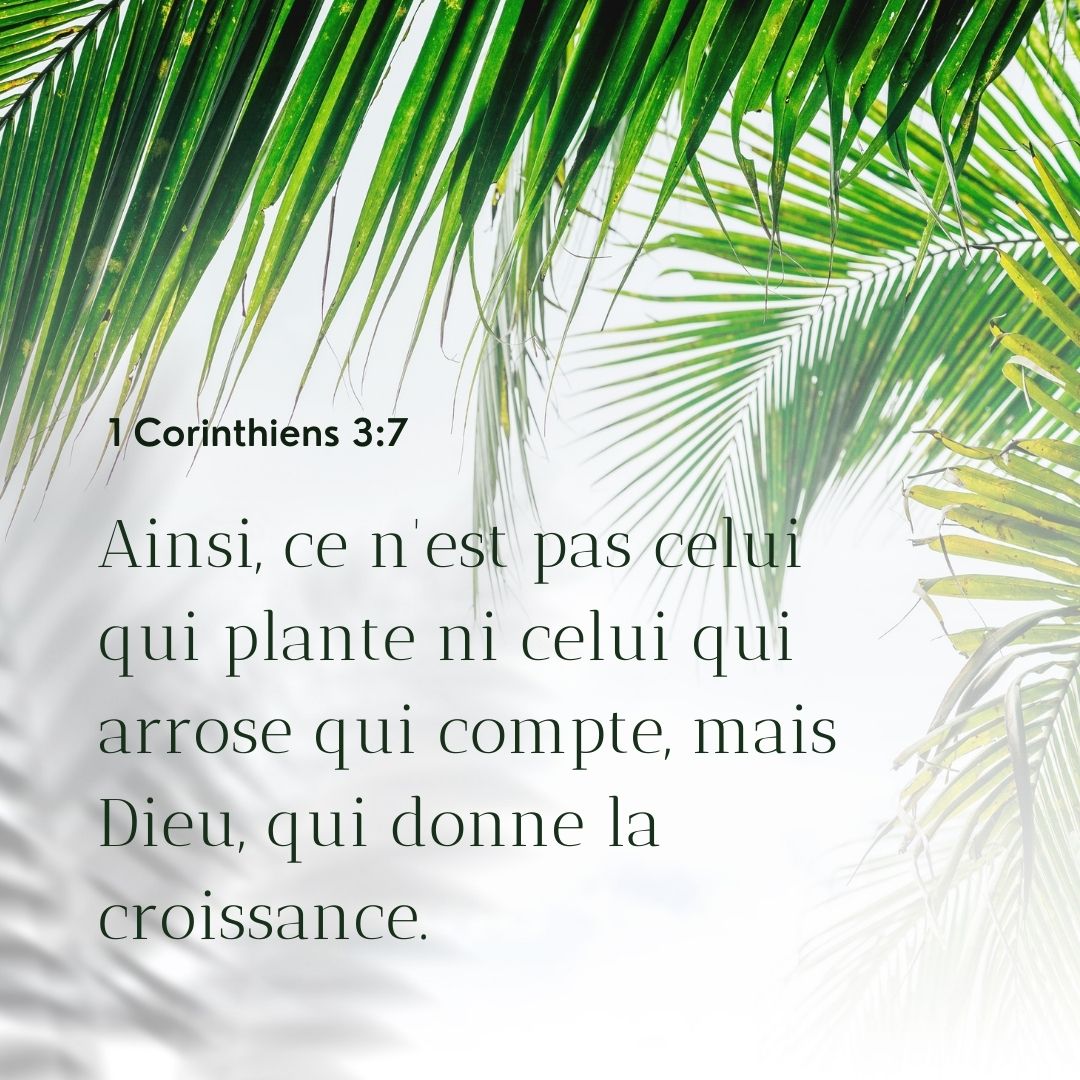 1 Corinthiens 3:7
Ainsi, ce n'est pas celui
qui plante ni celui qui
arrose qui compte, mais
Dieu, qui donne la
croissance.